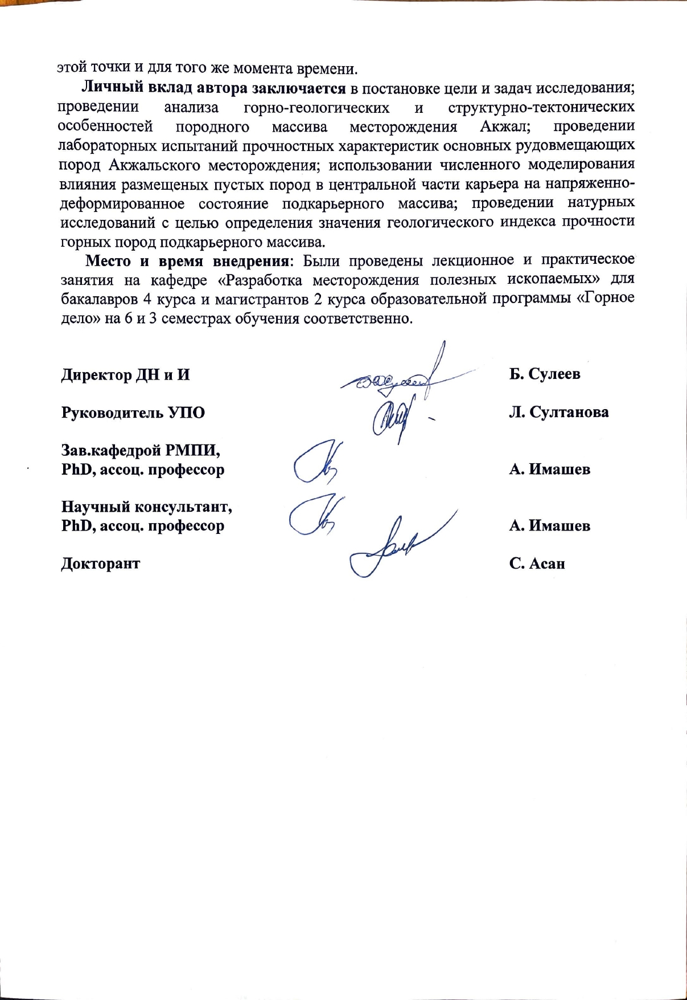 этой точки и для того же момента времени.
Личный вклад автора заключается в постановке цели и задач исследования;
проведении анализа горно-геологических и структурно-тектонических
особенностей породного массива месторождения Акжал; проведении
лабораторных испытаний прочностных характеристик основных рудовмещающих
пород Акжальского месторождения; использовании численного моделирования
влияния размещеных пустых пород в центральной части карьера на напряженно-
деформированное состояние подкарьерного массива; проведении натурных
исследований с целью определения значения геологического индекса прочности
горных пород подкарьерного массива.
Место и время внедрения: Были проведены лекционное и практическое
занятия на кафедре «Разработка месторождения полезных ископаемых» для
бакалавров 4 курса и магистрантов 2 курса образовательной программы «Горное
дело» на 6 и 3 семестрах обучения соответственно.
Директор ДН и И Б. Сулеев
Руководитель УПО Л. Султанова
Зав.кафедрой РМПИ,
PhD, ассоц. профессор А. Имашев
Научный консультант,
PhD, ассоц. профессор А. Имашев
Докторант С. Асан